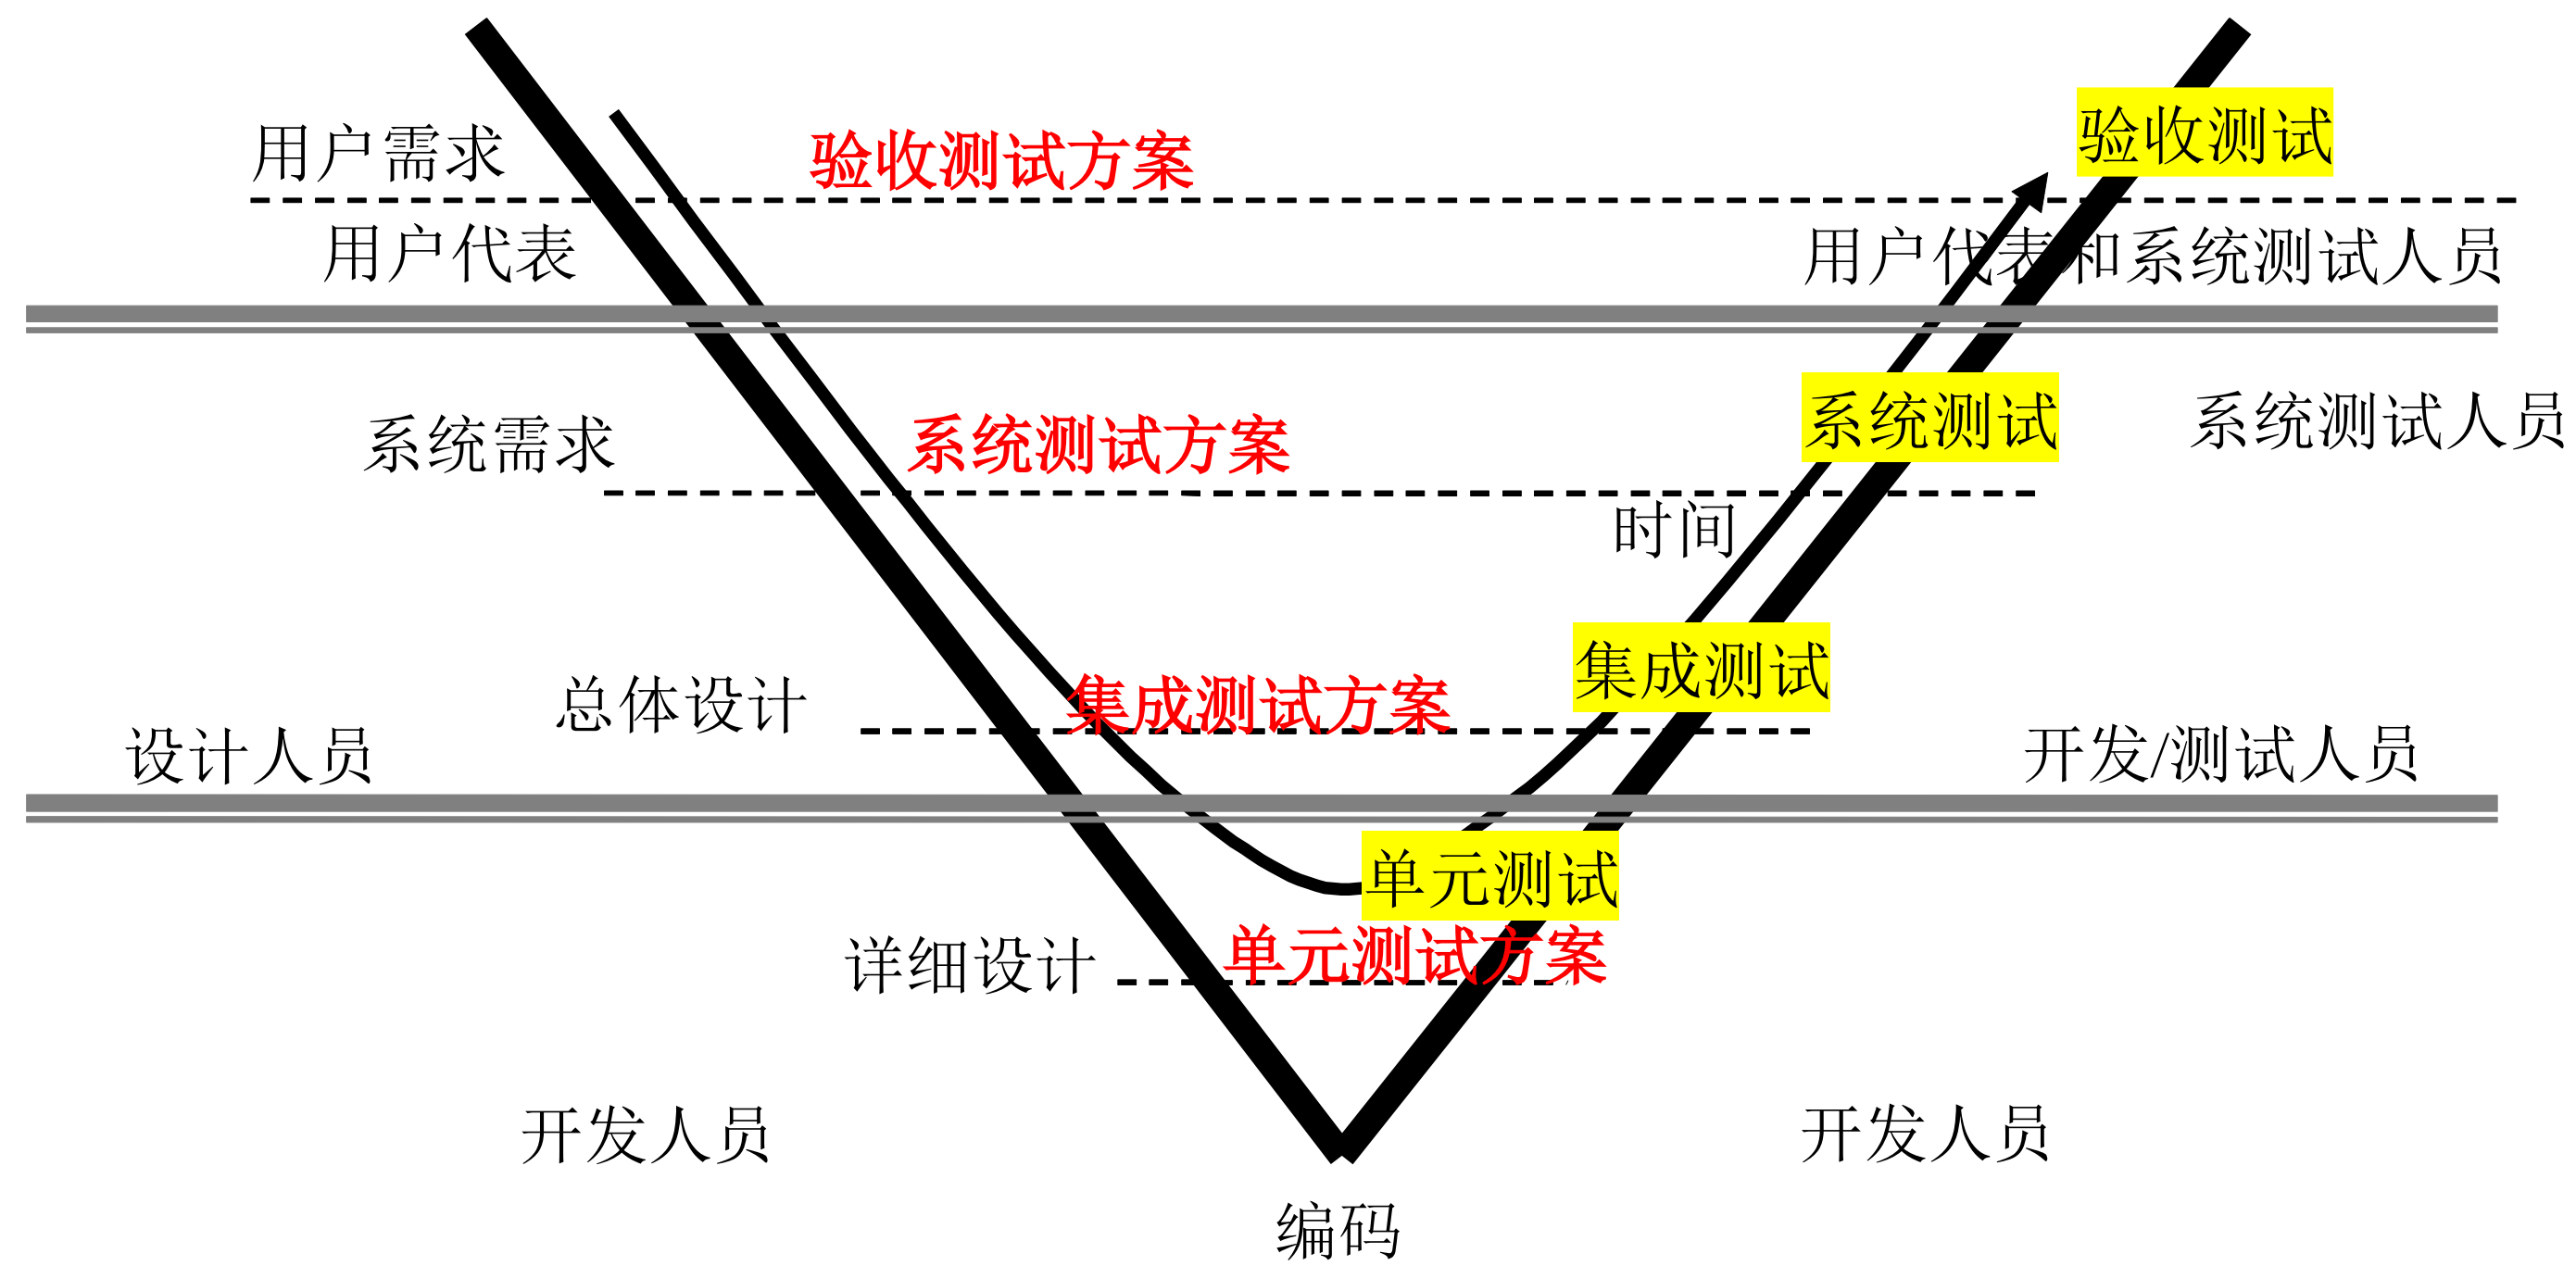 验收测试
用户需求
验收测试方案
用户代表
用户代表和系统测试人员
系统需求
系统测试方案
系统测试
系统测试人员
时间
总体设计
集成测试方案
集成测试
设计人员
开发/测试人员
单元测试
详细设计
单元测试方案
开发人员
开发人员
编码